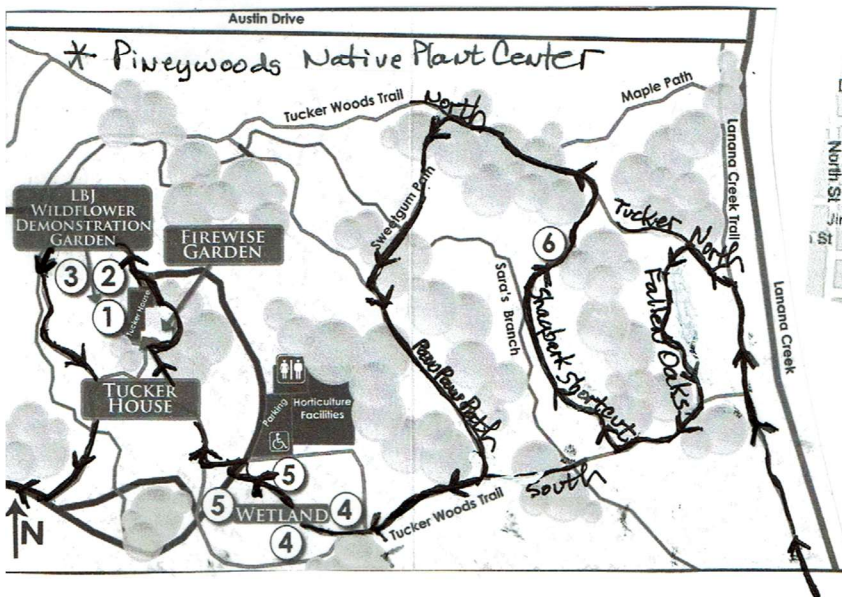 Austin Drive
* Pineywoods Native Plant Center
Tucker Woods Trail North
Maple Path
Lanana Creek Trail
North St
St
Sweetgum Path
LBJ
WILDFLOWER
DEMONSTRATION
GARDEN
FIREWISE
GARDEN
6
Tucker North
3
2
1
Tucker House
Sara's Branch
Shagbark Shortcut
Fallen Oaks
Lanana Creek
PawPaw Path
TUCKER
HOUSE
Parking
Horticulture
Facilities
5
5
WETLAND
4
4
Tucker Woods Trail
South
N